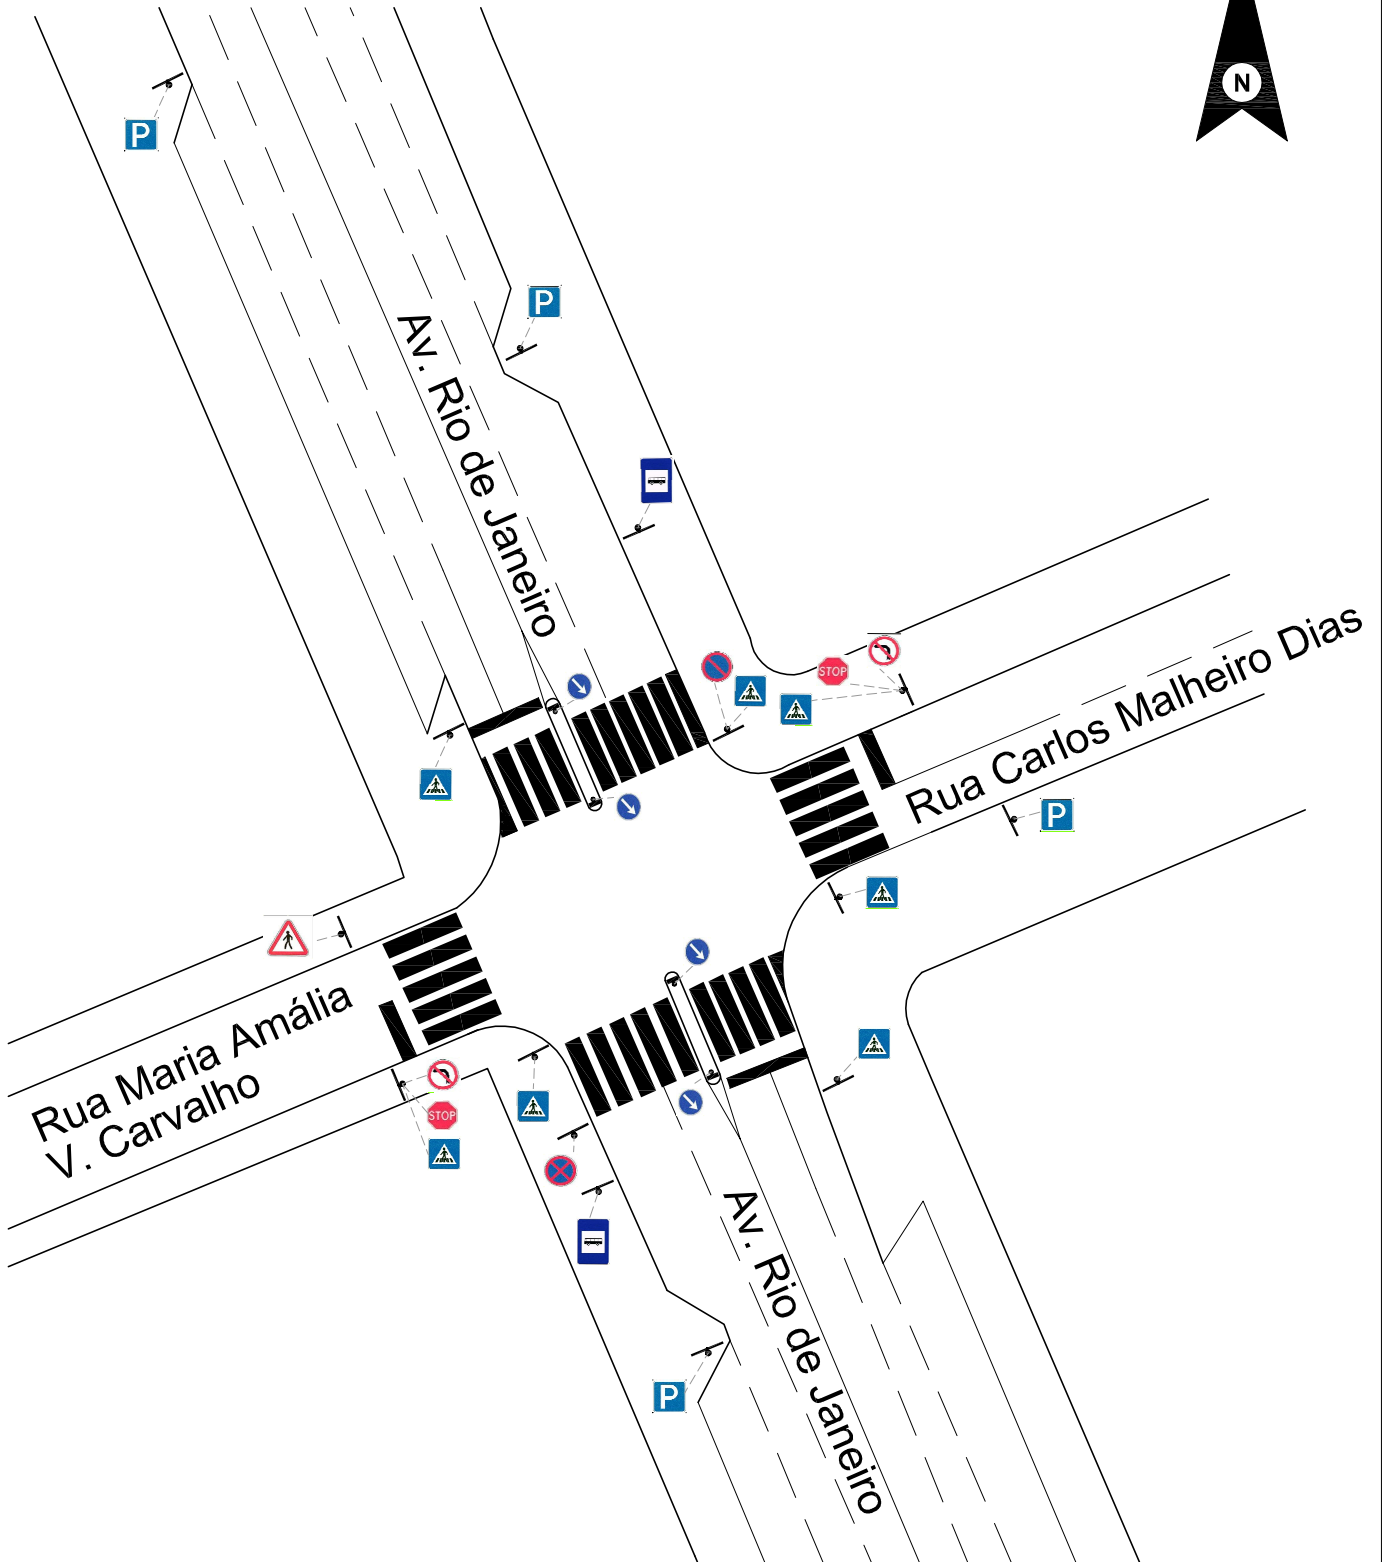 N
P
P
Av. Rio de Janeiro
STOP
Rua Carlos Malheiro Dias
P
Rua Maria Amália
V. Carvalho
STOP
Av. Rio de Janeiro
P